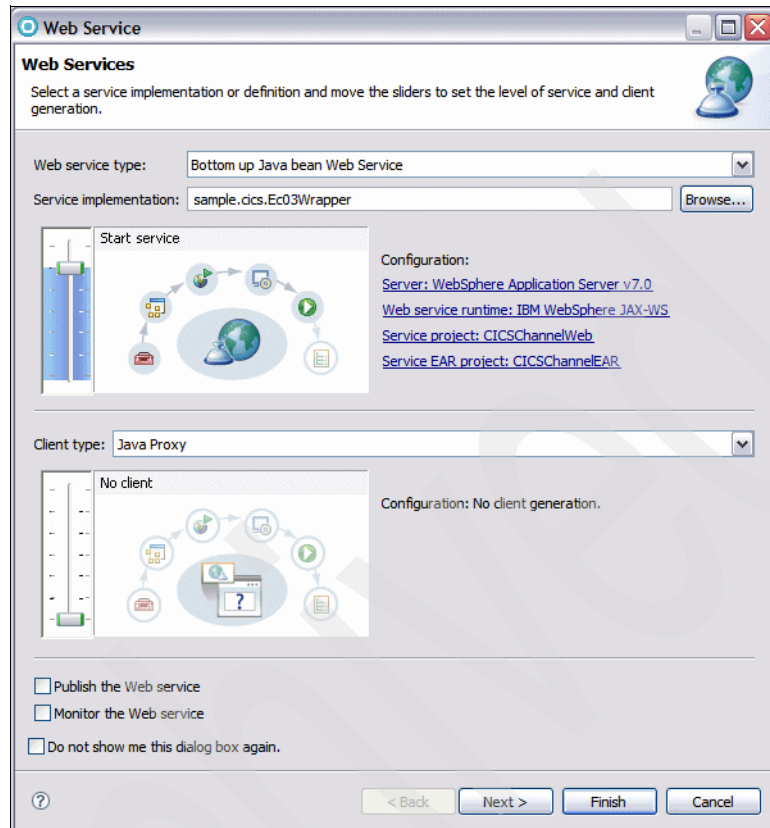 Web Service
Web Services
Select a service implementation or definition and move the sliders to set the level of service and client
generation.
Web service type: Bottom up Java bean Web Service
Service implementation: sample.cics.Ec03Wrapper Browse...
Start service
Configuration:
Server: WebSphere Application Server v7.0
Web service runtime: IBM WebSphere JAX-WS
Service project: CICSChannelWeb
Service EAR project: CICSChannelEAR
Client type: Java Proxy
No client
Configuration: No client generation.
?
Publish the Web service
Monitor the Web service
Do not show me this dialog box again.
? < Back Next > Finish Cancel